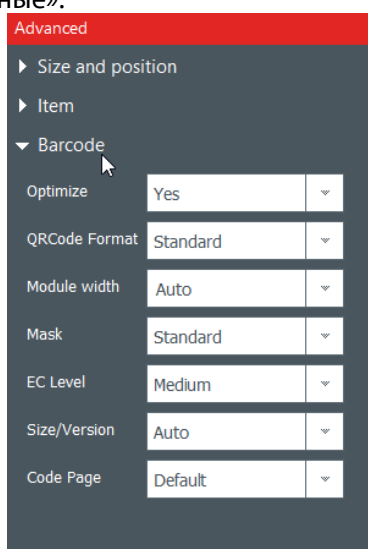 ные».
Advanced
Size and position
Item
Barcode
Optimize Yes
QRCode Format Standard
Module width Auto
Mask Standard
EC Level Medium
Size/Version Auto
Code Page Default